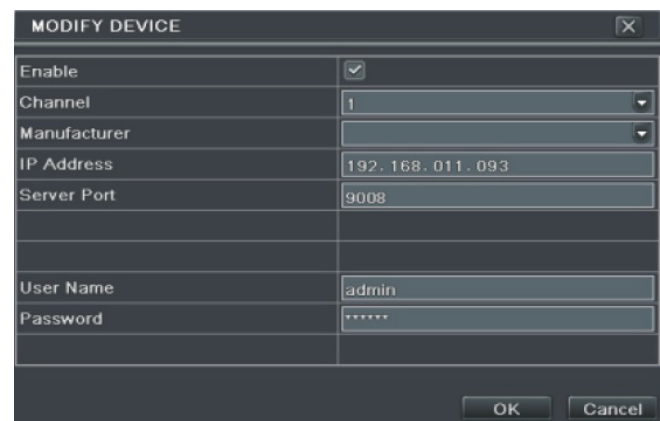 MODIFY DEVICE
Enable
Channel 1
Manufacturer
IP Address 192.168.011.093
Server Port 9008
User Name admin
Password ******
OK Cancel